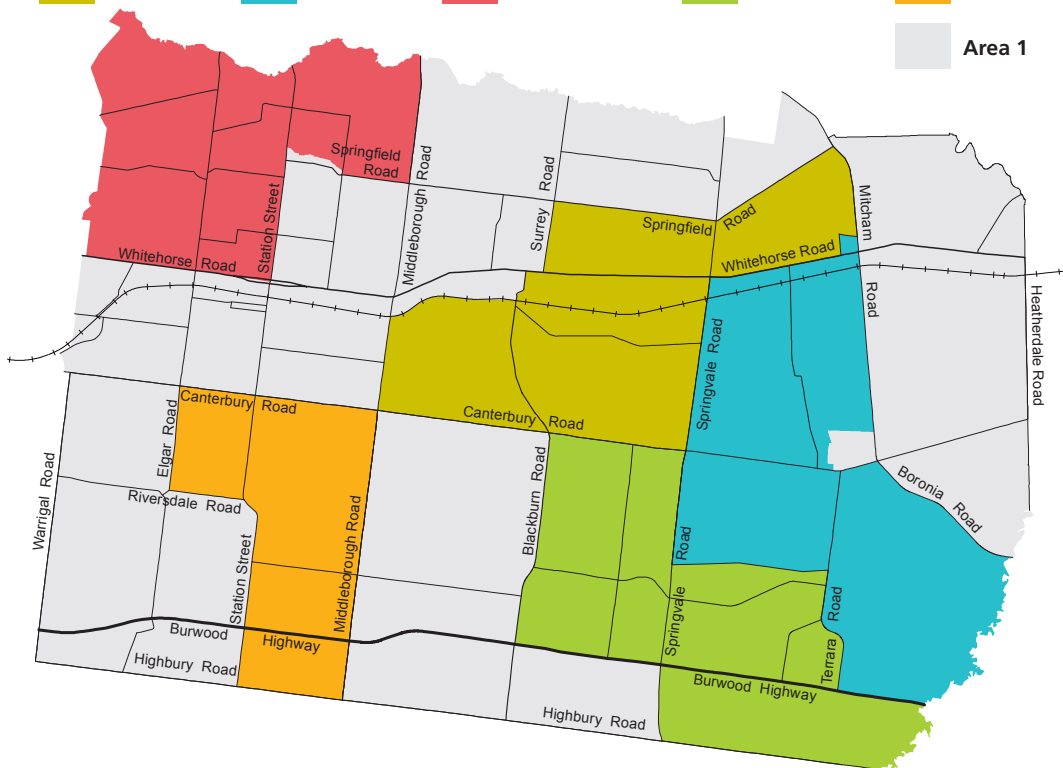 Area 1
Springfield
Road
Middleborough Road
Surrey Road
Station Street
Whitehorse Road
Springfield Road
Whitehorse Road
Mitcham
Road
Heatherdale Road
Springvale Road
Canterbury Road
Canterbury Road
Elgar Road
Warrigal Road
Riversdale Road
Station Street
Middleborough Road
Blackburn Road
Road
Springvale
Boronia Road
Terrara Road
Burwood
Highway
Highbury Road
Burwood Highway
Highbury Road